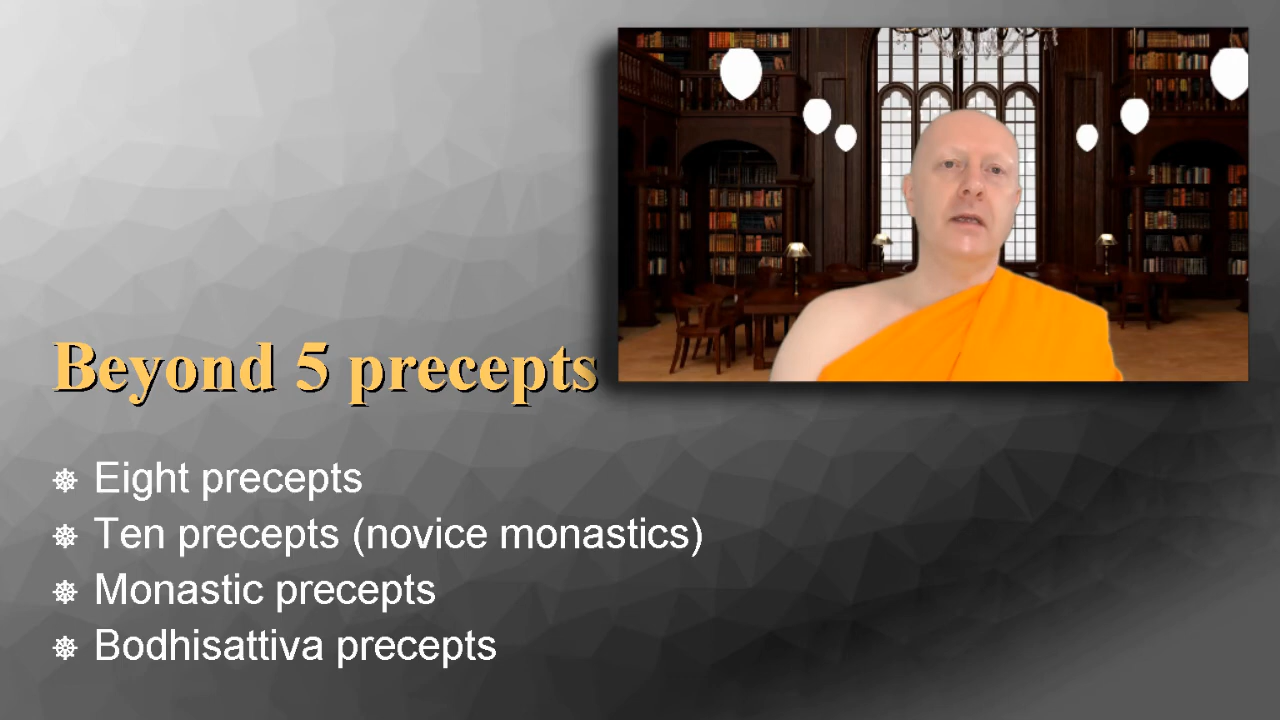 Beyond 5 precepts
Eight precepts
Ten precepts (novice monastics)
Monastic precepts
Bodhisattiva precepts